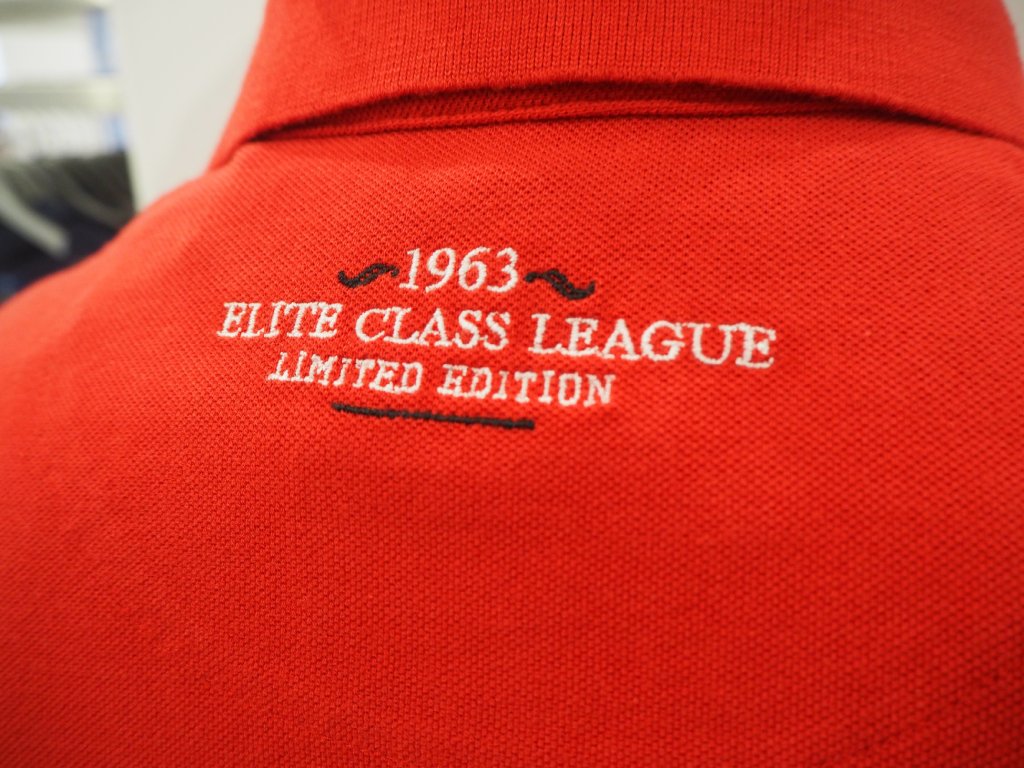 1963
ELITE CLASS LEAGUE
LIMITED EDITION